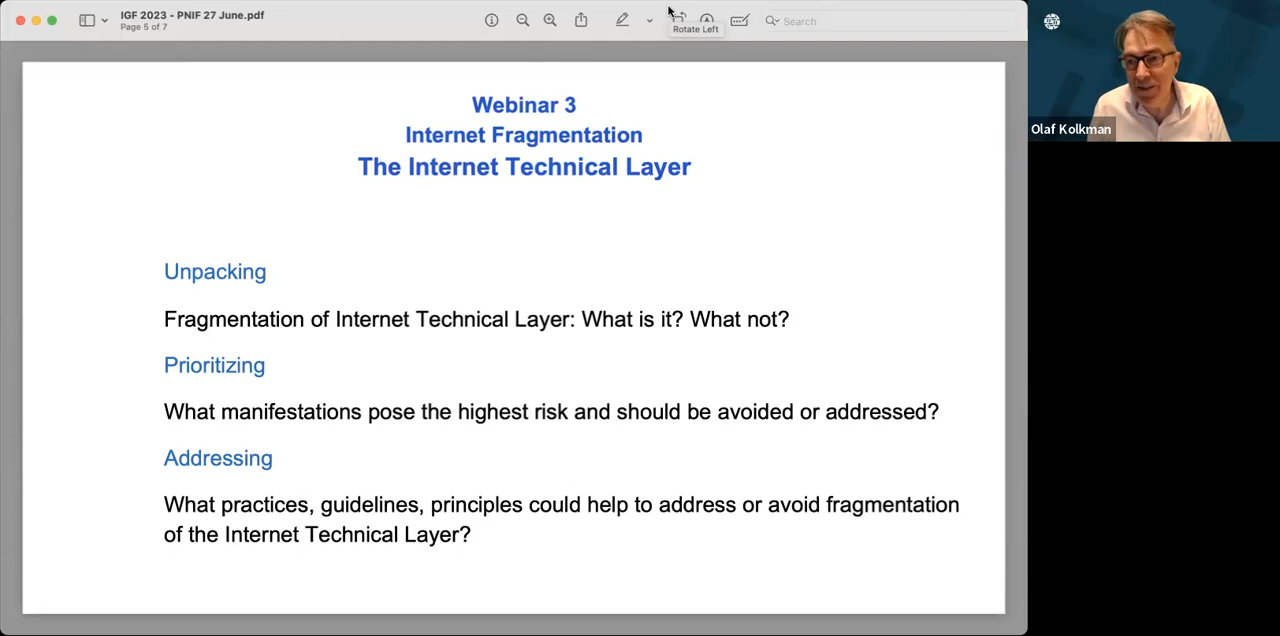 IGF 2023 - PNIF 27 June.pdf
Page 5 of 7
Search
Rotate Left
Webinar 3
Internet Fragmentation
The Internet Technical Layer
Unpacking
Fragmentation of Internet Technical Layer: What is it? What not?
Prioritizing
What manifestations pose the highest risk and should be avoided or addressed?
Addressing
What practices, guidelines, principles could help to address or avoid fragmentation
of the Internet Technical Layer?
Olaf Kolkman